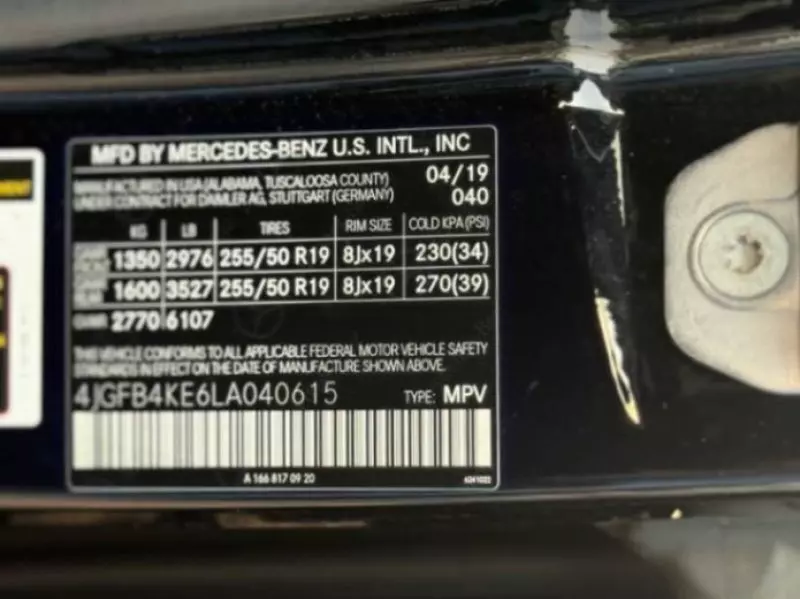 MFD BY MERCEDES-BENZ U.S. INTL., INC
MANUFACTURED IN USA (ALABAMA, TUSCALOOSA COUNTY) 04/19
UNDER CONTRACT FOR DAIMLER AG, STUTTGART (GERMANY) 040
KG LB TIRES RIM SIZE COLD KPA (PSI)
1350 2976 255/50 R19 8Jx19 230(34)
1600 3527 255/50 R19 8Jx19 270(39)
GVWR 2770 6107
THIS VEHICLE CONFORMS TO ALL APPLICABLE FEDERAL MOTOR VEHICLE SAFETY
STANDARDS IN EFFECT ON THE DATE OF MANUFACTURE SHOWN ABOVE.
4JGFB4KE6LA040615 TYPE: MPV
A 166 817 09 20